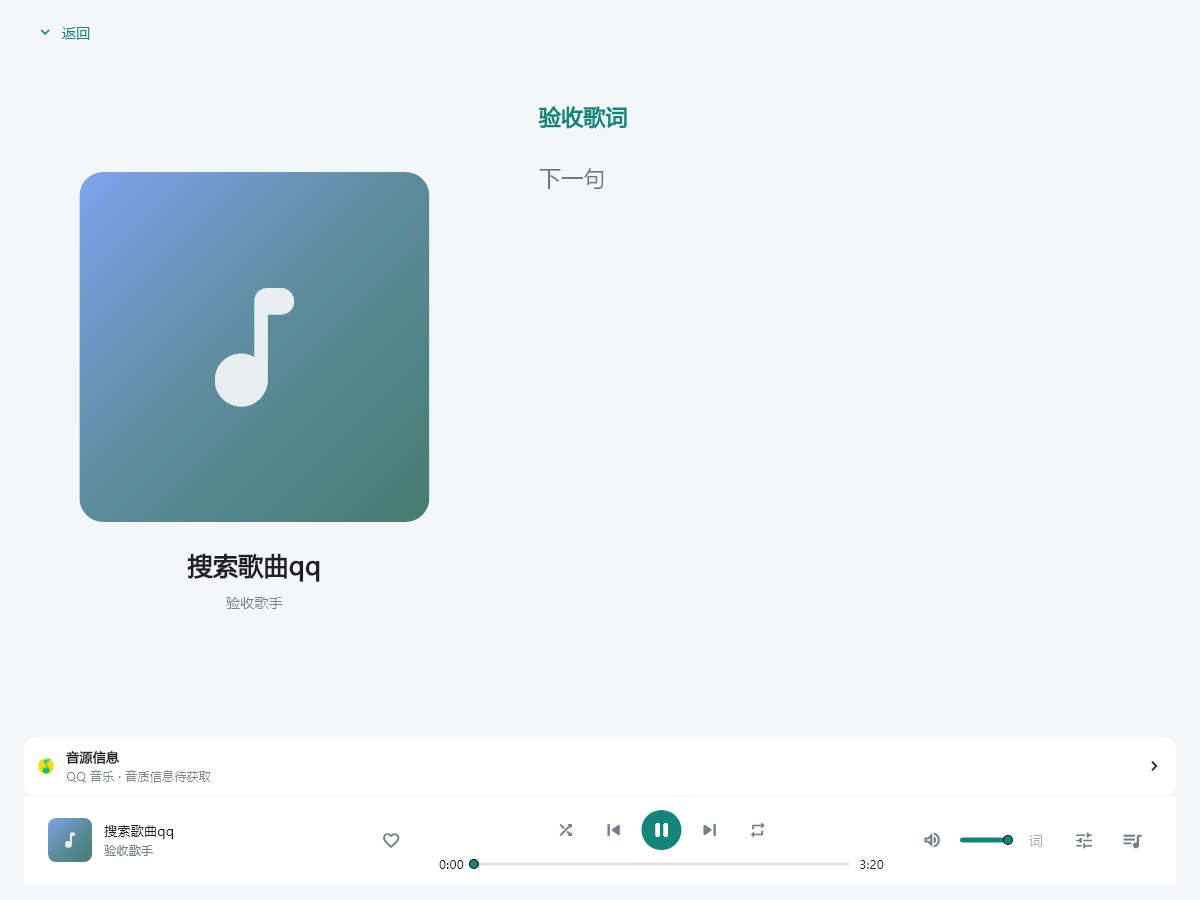 返回
验收歌词
下一句
搜索歌曲qq
验收歌手
音源信息
QQ 音乐 · 音质信息待获取
搜索歌曲qq
验收歌手
0:00
3:20
词